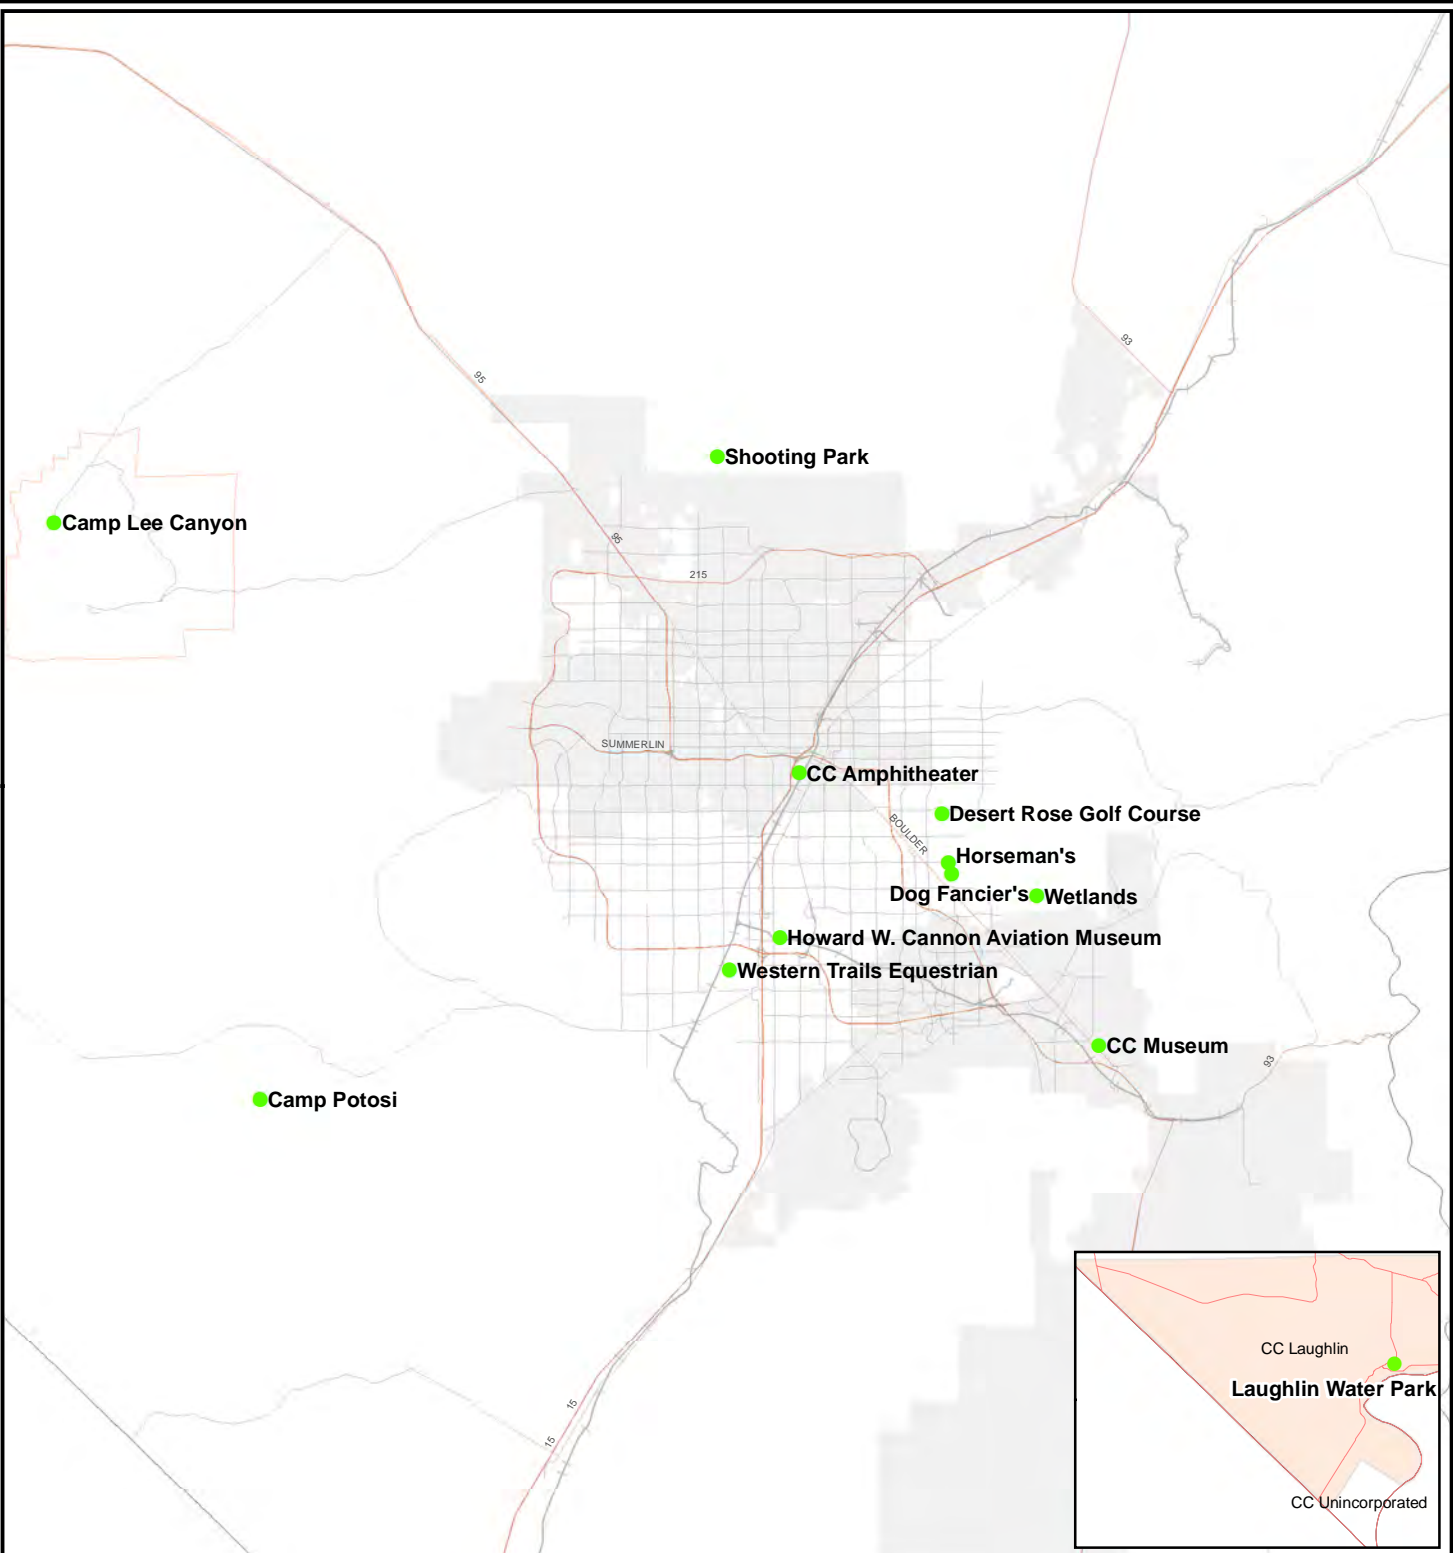 93
95
Shooting Park
Camp Lee Canyon
95
215
SUMMERLIN
CC Amphitheater
Desert Rose Golf Course
BOULDER
Horseman's
Dog Fancier's
Wetlands
Howard W. Cannon Aviation Museum
Western Trails Equestrian
CC Museum
93
Camp Potosi
CC Laughlin
Laughlin Water Park
15
15
CC Unincorporated